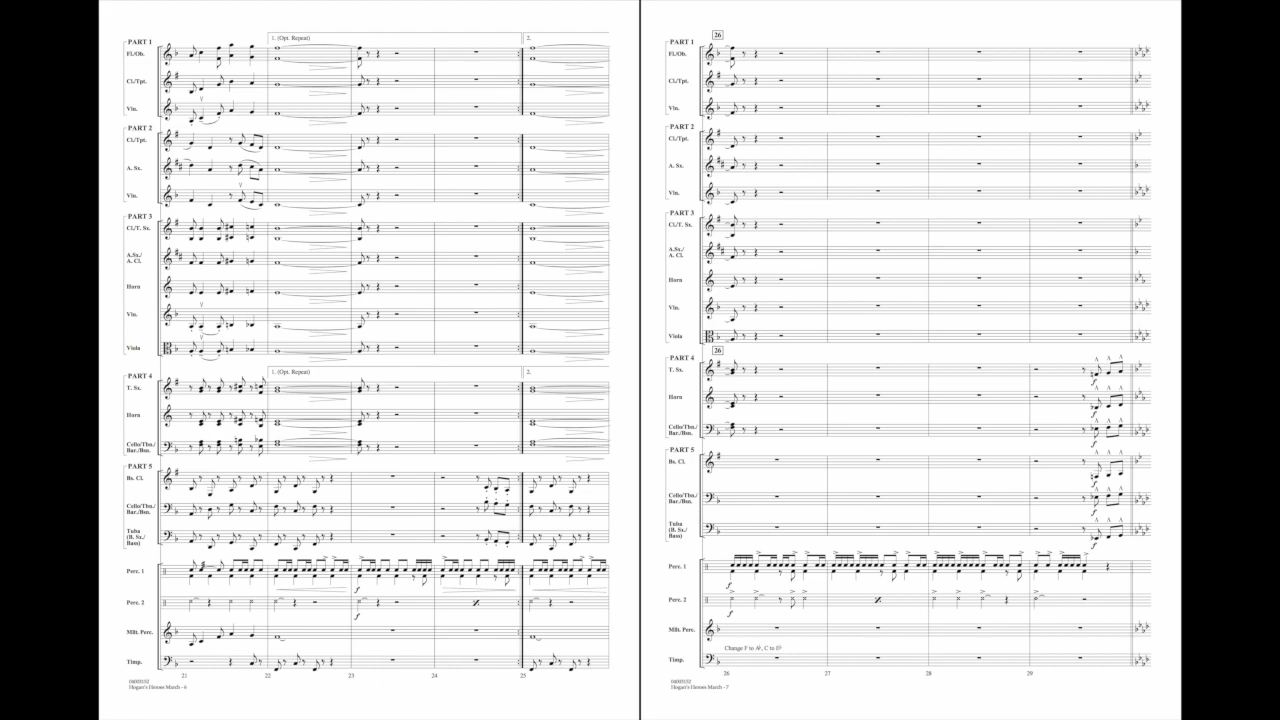 PART 1
1. (Opt. Repeat)
2.
Fl./Ob.
Cl./Tpt.
Vln.
PART 2
Cl./Tpt.
A. Sx.
Vln.
PART 3
Cl./T. Sx.
A.Sx./
A. Cl.
Horn
Vln.
Viola
PART 4
1. (Opt. Repeat)
2.
T. Sx.
Horn
Cello/Tbn./
Bar./Bsn.
PART 5
Bs. Cl.
Cello/Tbn./
Bar./Bsn.
Tuba
(B. Sx./
Bass)
Perc. 1
f
Perc. 2
f
Mlt. Perc.
Timp.
21 22 23 24 25
04003152
Hogan's Heroes March - 6
26
PART 1
Fl./Ob.
Cl./Tpt.
Vln.
PART 2
Cl./Tpt.
A. Sx.
Vln.
PART 3
Cl./T. Sx.
A.Sx./
A. Cl.
Horn
Vln.
Viola
26
PART 4
T. Sx.
f
Horn
f
Cello/Tbn./
Bar./Bsn.
f
PART 5
Bs. Cl.
f
Cello/Tbn./
Bar./Bsn.
f
Tuba
(B. Sx./
Bass)
f
Perc. 1
f
Perc. 2
f
Mlt. Perc.
Change F to A♭, C to E♭
Timp.
26 27 28 29
04003152
Hogan's Heroes March - 7